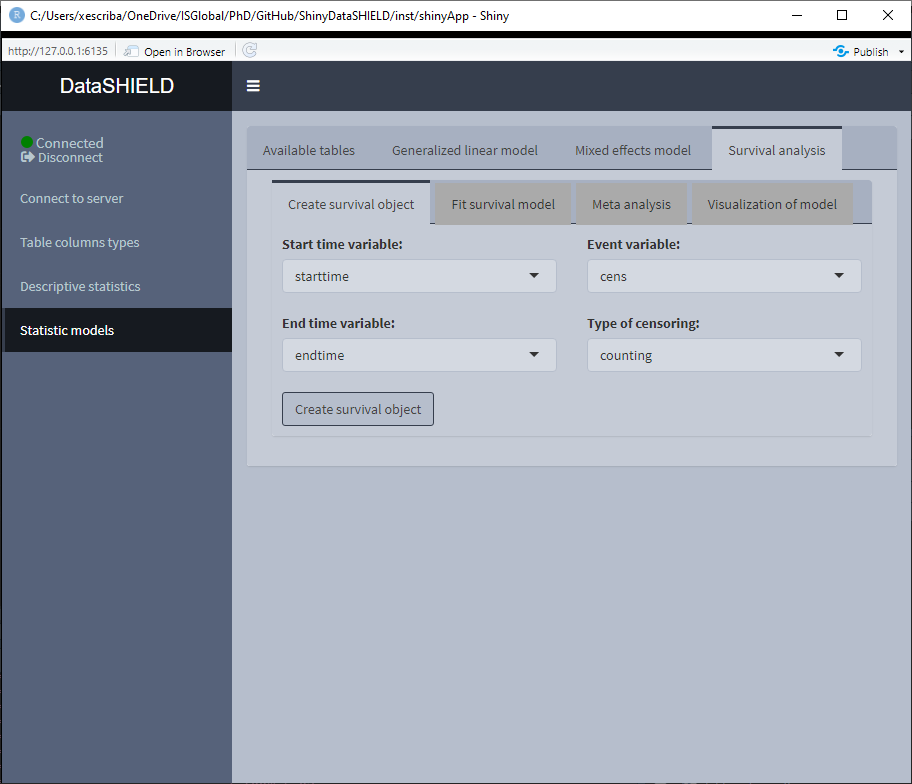 C:/Users/xescriba/OneDrive/ISGlobal/PhD/GitHub/ShinyDataSHIELD/inst/shinyApp - Shiny
http://127.0.0.1:6135 Open in Browser Publish
DataSHIELD
Connected
Disconnect
Connect to server
Table columns types
Descriptive statistics
Statistic models
Available tables Generalized linear model Mixed effects model Survival analysis
Create survival object Fit survival model Meta analysis Visualization of model
Start time variable: Event variable:
starttime cens
End time variable: Type of censoring:
endtime counting
Create survival object